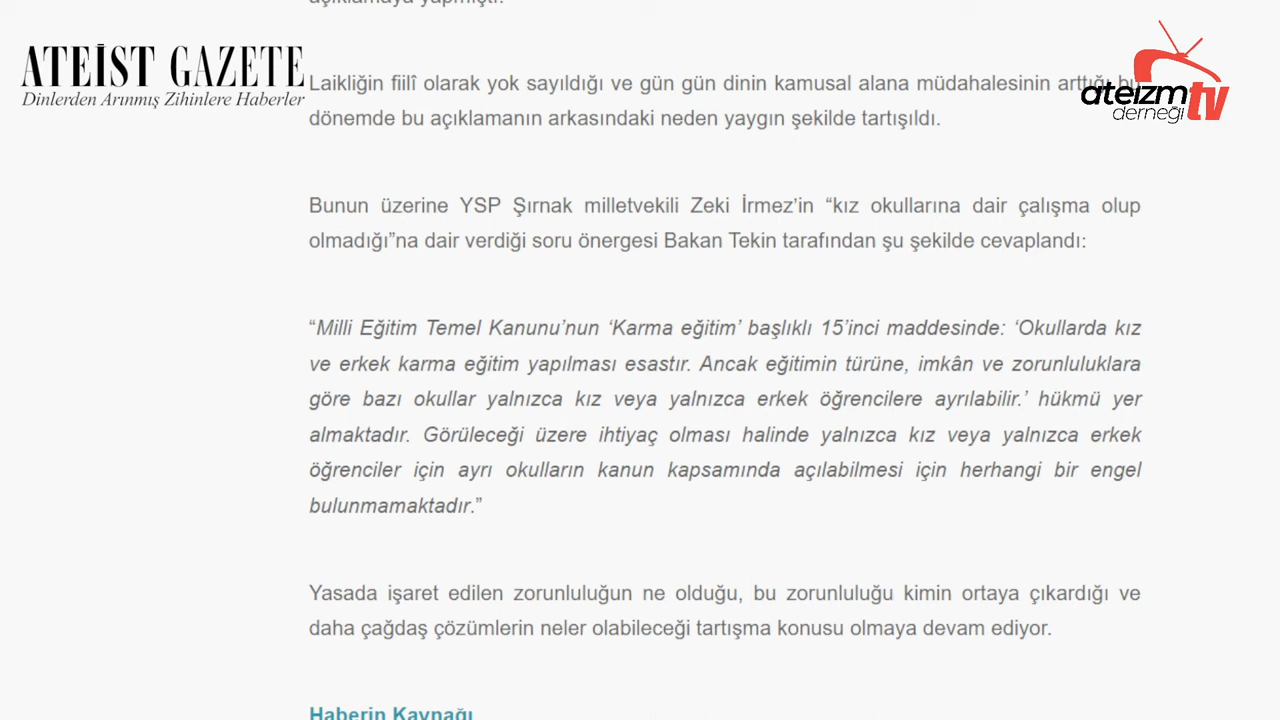 açıklamaya yapmıştı.
ATEİST GAZETE
Dinlerden Arınmış Zihinlere Haberler
ateizm tv
derneği
Laikliğin fiilî olarak yok sayıldığı ve gün gün dinin kamusal alana müdahalesinin arttığı bu
dönemde bu açıklamanın arkasındaki neden yaygın şekilde tartışıldı.
Bunun üzerine YSP Şırnak milletvekili Zeki İrmez’in “kız okullarına dair çalışma olup
olmadığı”na dair verdiği soru önergesi Bakan Tekin tarafından şu şekilde cevaplandı:
“Milli Eğitim Temel Kanunu’nun ‘Karma eğitim’ başlıklı 15’inci maddesinde: ‘Okullarda kız
ve erkek karma eğitim yapılması esastır. Ancak eğitimin türüne, imkân ve zorunluluklara
göre bazı okullar yalnızca kız veya yalnızca erkek öğrencilere ayrılabilir.’ hükmü yer
almaktadır. Görüleceği üzere ihtiyaç olması halinde yalnızca kız veya yalnızca erkek
öğrenciler için ayrı okulların kanun kapsamında açılabilmesi için herhangi bir engel
bulunmamaktadır.”
Yasada işaret edilen zorunluluğun ne olduğu, bu zorunluluğu kimin ortaya çıkardığı ve
daha çağdaş çözümlerin neler olabileceği tartışma konusu olmaya devam ediyor.
Haberin Kaynağı